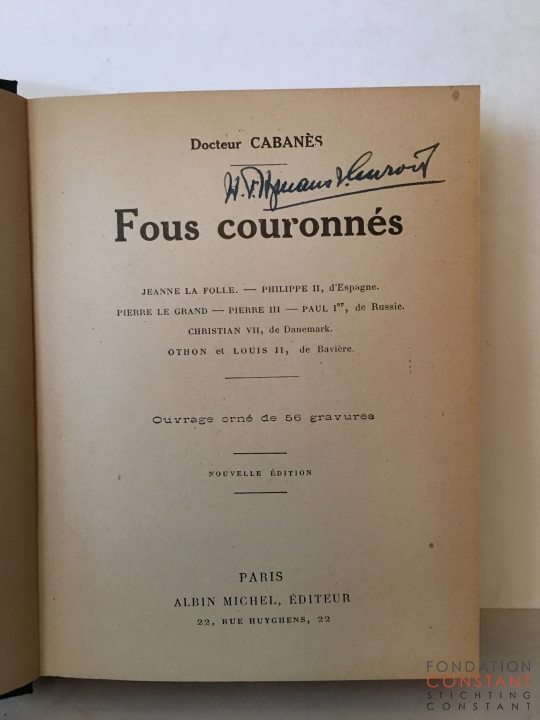 Docteur CABANÈS
Fous couronnés
JEANNE LA FOLLE. — PHILIPPE II, d'Espagne.
PIERRE LE GRAND — PIERRE III — PAUL Ier, de Russie.
CHRISTIAN VII, de Danemark.
OTHON et LOUIS II, de Bavière.
Ouvrage orné de 56 gravures
NOUVELLE ÉDITION
PARIS
ALBIN MICHEL, ÉDITEUR
22, RUE HUYGHENS, 22
FONDATION
CONSTANT
STICHTING
CONSTANT